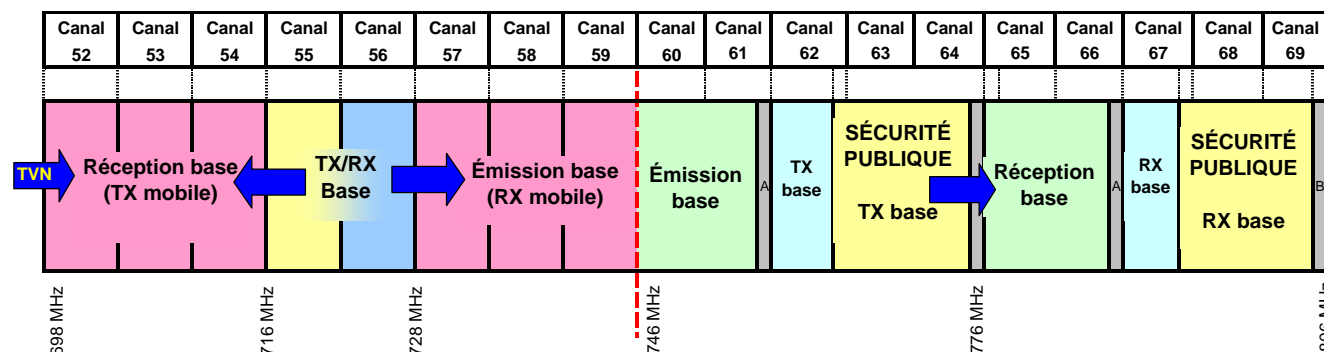 Canal 52
Canal 53
Canal 54
Canal 55
Canal 56
Canal 57
Canal 58
Canal 59
Canal 60
Canal 61
Canal 62
Canal 63
Canal 64
Canal 65
Canal 66
Canal 67
Canal 68
Canal 69
TVN
Réception base
(TX mobile)
TX/RX
Base
Émission base
(RX mobile)
Émission
base
A
TX
base
SÉCURITÉ
PUBLIQUE
TX base
Réception
base
A
RX
base
SÉCURITÉ
PUBLIQUE
RX base
B
698 MHz
716 MHz
728 MHz
746 MHz
776 MHz
MHz